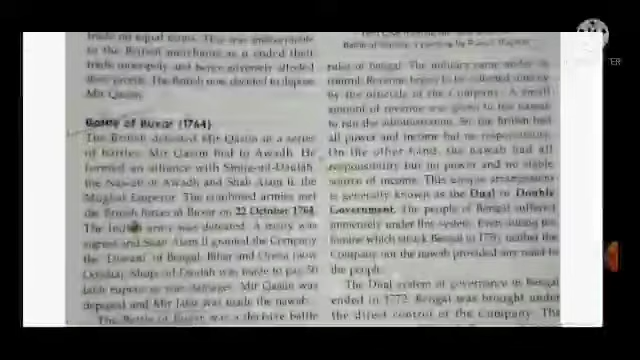 trade on equal terms. This was unfavourable
to the British merchants as it ended their
trade monopoly and hence adversely affected
their profits. The British now decided to depose
Mir Qasim.
Battle of Buxar (1764)
The British defeated Mir Qasim in a series
of battles. Mir Qasim fled to Awadh. He
formed an alliance with Shuja-ud-Daulah,
the Nawab of Awadh and Shah Alam II, the
Mughal Emperor. The combined armies met
the British forces at Buxar on 22 October 1764.
The Indian army was defeated. A treaty was
signed and Shah Alam II granted the Company
the Diwani of Bengal, Bihar and Orissa (now
Odisha). Shuja-ud-Daulah was made to pay 50
lakh rupees as war damages. Mir Qasim was
deposed and Mir Jafar was made the nawab.
The Battle of Buxar was a decisive battle
ruler of Bengal. The military came under its
control. Revenue began to be collected directly
by the officials of the Company. A small
amount of revenue was given to the nawab
to run the administration. So, the British had
all power and income but no responsibility.
On the other hand, the nawab had all
responsibility but no power and no stable
source of income. This unique arrangement
is generally known as the Dual or Double
Government. The people of Bengal suffered
immensely under this system. Even during the
famine which struck Bengal in neither the
Company nor the nawab provided any relief to
the people.
The Dual system of governance in Bengal
ended in 1772. Bengal was brought under
the direct control of the Company. The